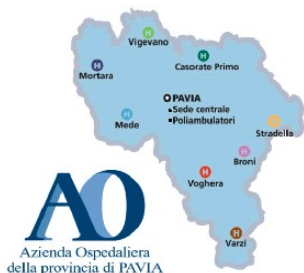 H
Vigevano
H
Casorate Primo
H
Mortara
PAVIA
Sede centrale
Poliambulatori
H
Mede
H
Stradella
H
Broni
H
Voghera
H
Varzi
AO
Azienda Ospedaliera
della provincia di PAVIA